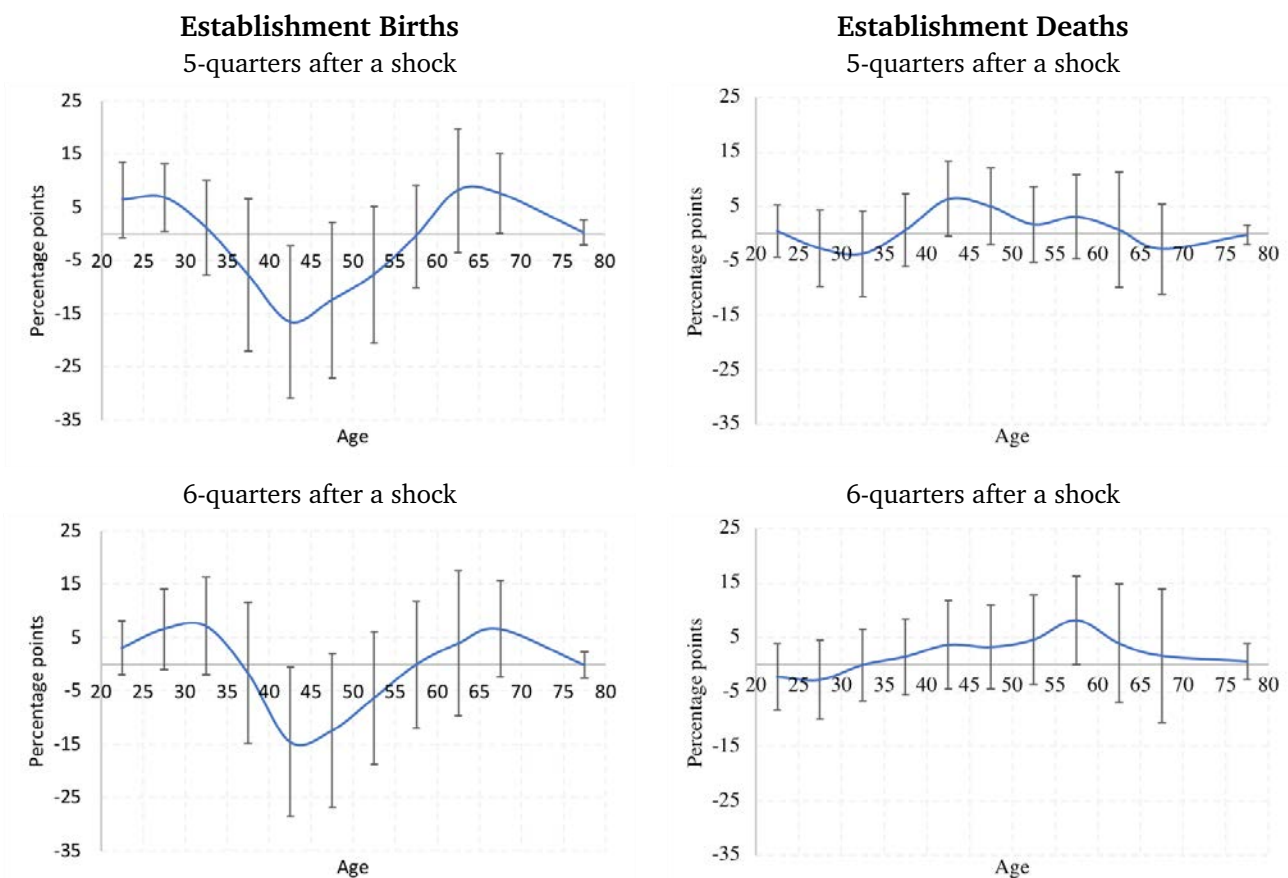 Establishment Births
5-quarters after a shock
25
15
5
-5
-15
-25
-35
Percentage points
20 25 30 35 40 45 50 55 60 65 70 75 80
Age
Establishment Deaths
5-quarters after a shock
25
15
5
-5
-15
-25
-35
Percentage points
20 25 30 35 40 45 50 55 60 65 70 75 80
Age
6-quarters after a shock
25
15
5
-5
-15
-25
-35
Percentage points
20 25 30 35 40 45 50 55 60 65 70 75 80
Age
6-quarters after a shock
25
15
5
-5
-15
-25
-35
Percentage points
20 25 30 35 40 45 50 55 60 65 70 75 80
Age